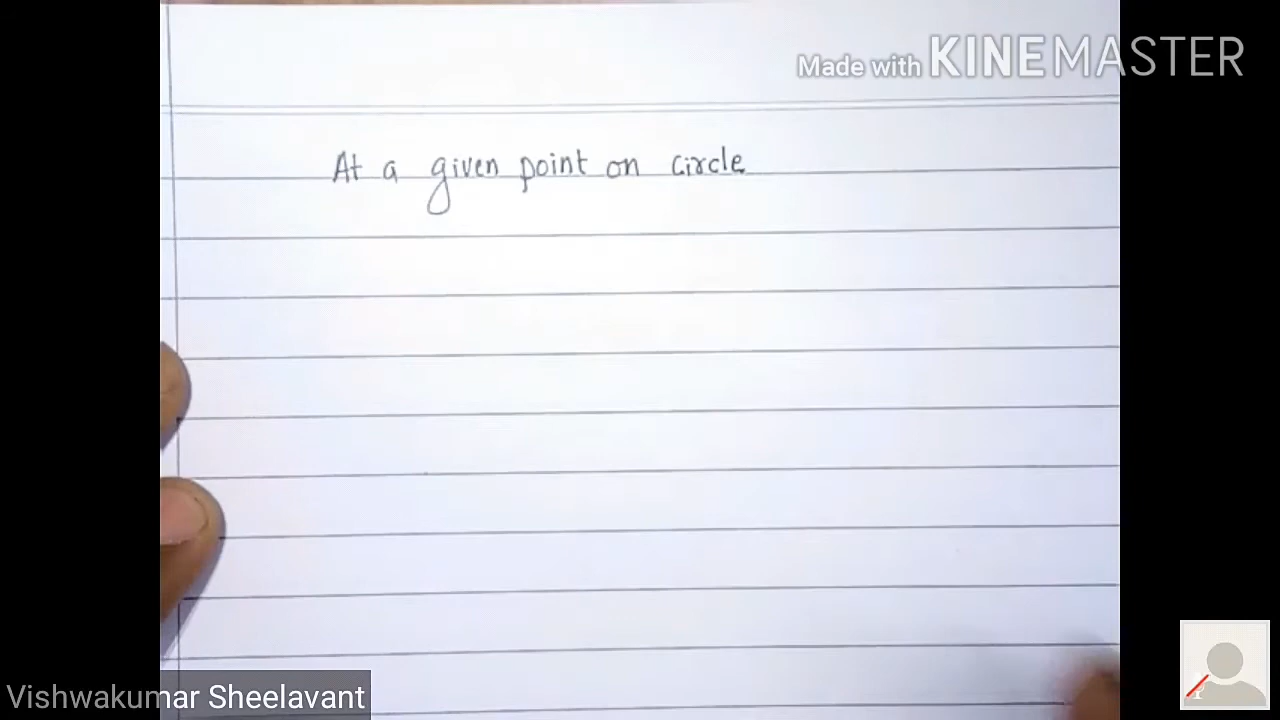 Made with KINEMASTER
At a given point on circle
Vishwakumar Sheelavant